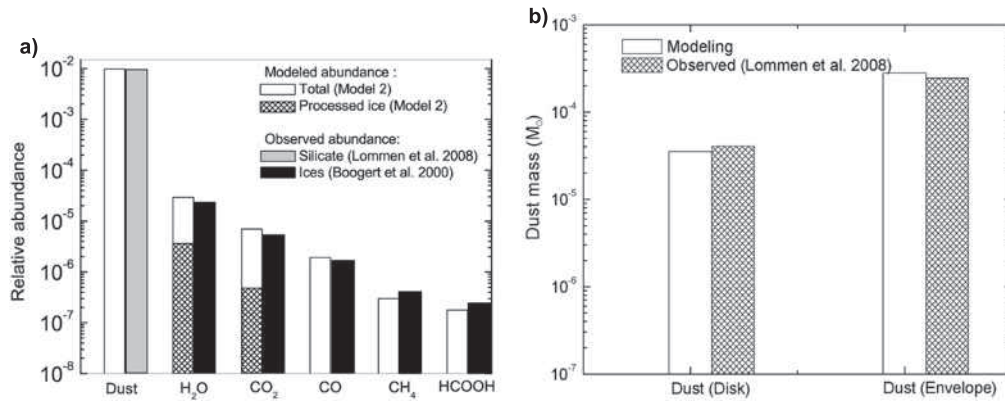 a)
Relative abundance
10⁻²
10⁻³
10⁻⁴
10⁻⁵
10⁻⁶
10⁻⁷
10⁻⁸
Modeled abundance :
Total (Model 2)
Processed ice (Model 2)
Observed abundance:
Silicate (Lommen et al. 2008)
Ices (Boogert et al. 2000)
Dust H₂O CO₂ CO CH₄ HCOOH
b)
Dust mass (M⊙)
10⁻³
10⁻⁴
10⁻⁵
10⁻⁶
10⁻⁷
Modeling
Observed (Lommen et al. 2008)
Dust (Disk) Dust (Envelope)